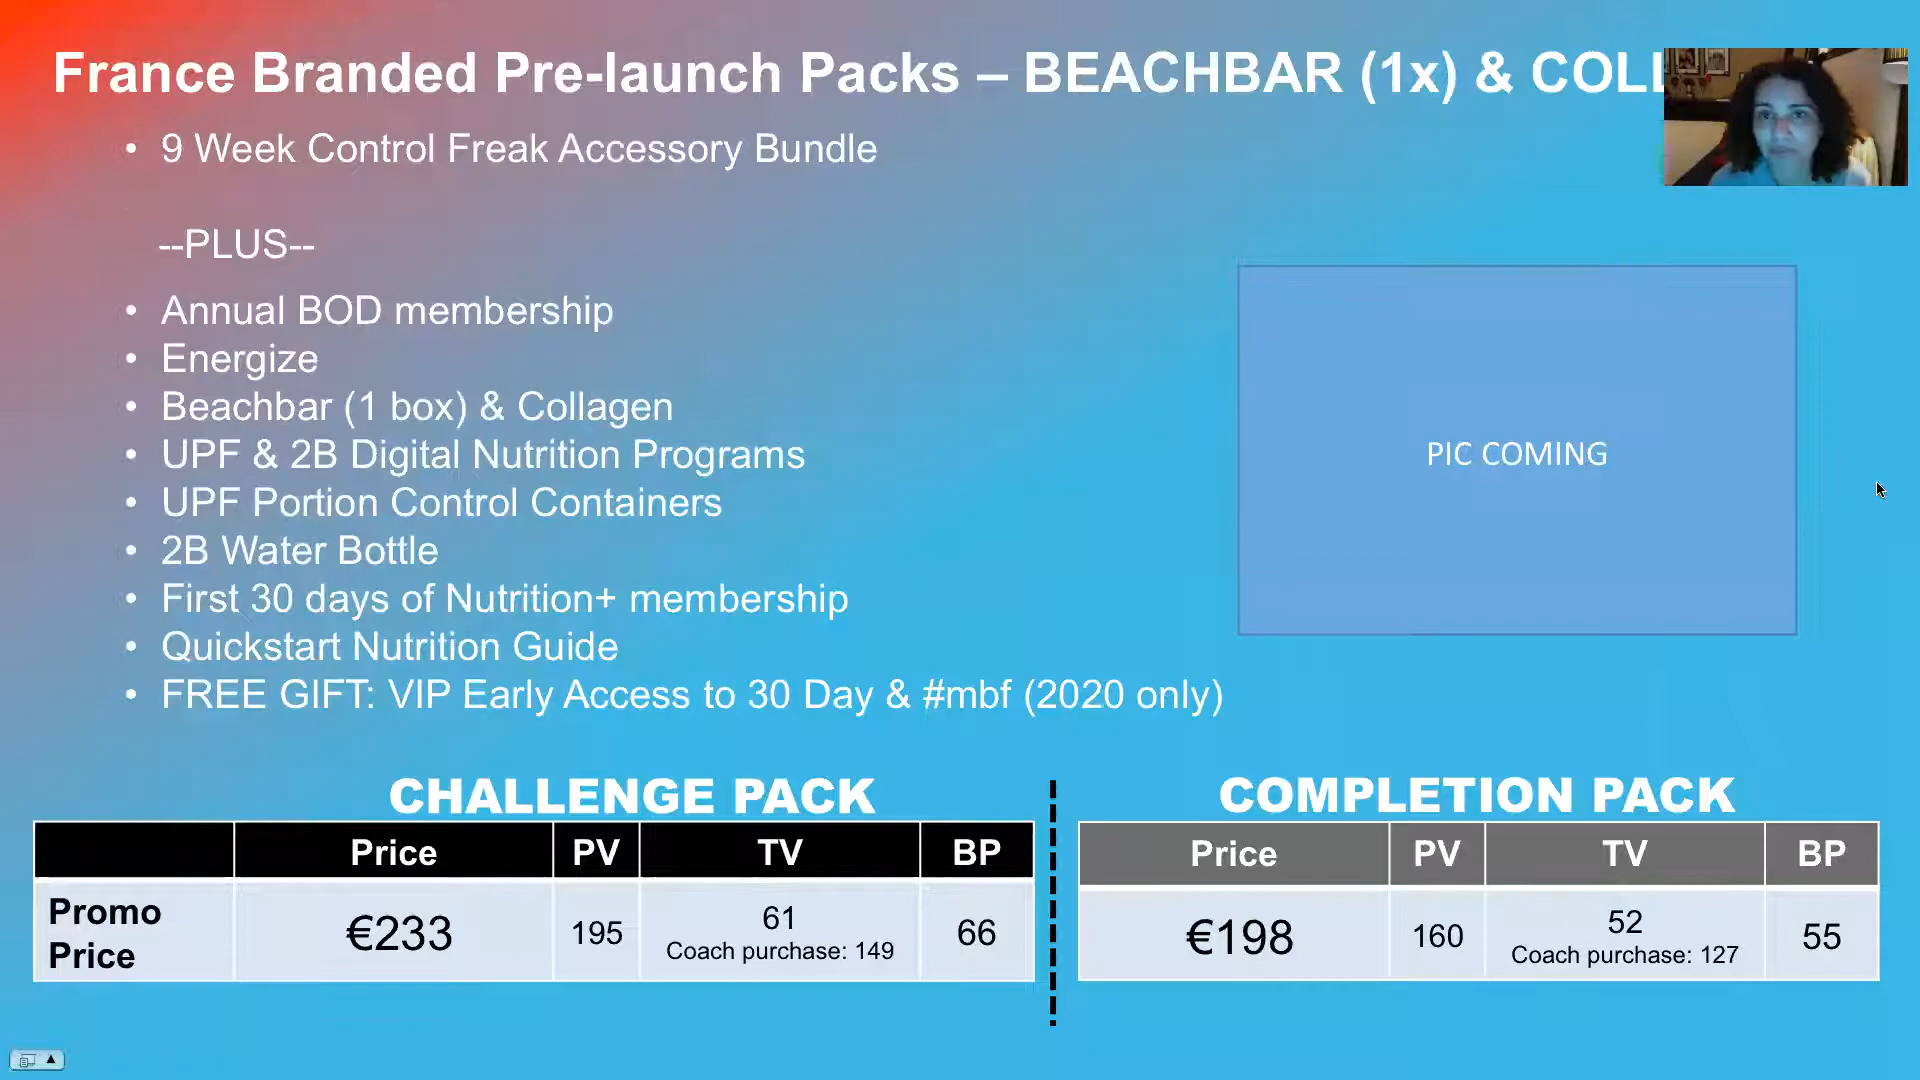 France Branded Pre-launch Packs – BEACHBAR (1x) & COLL
• 9 Week Control Freak Accessory Bundle
--PLUS--
• Annual BOD membership
• Energize
• Beachbar (1 box) & Collagen
• UPF & 2B Digital Nutrition Programs
• UPF Portion Control Containers
• 2B Water Bottle
• First 30 days of Nutrition+ membership
• Quickstart Nutrition Guide
• FREE GIFT: VIP Early Access to 30 Day & #mbf (2020 only)
PIC COMING
CHALLENGE PACK
Price PV TV BP
Promo Price €233 195 61 66
Coach purchase: 149
COMPLETION PACK
Price PV TV BP
€198 160 52 55
Coach purchase: 127